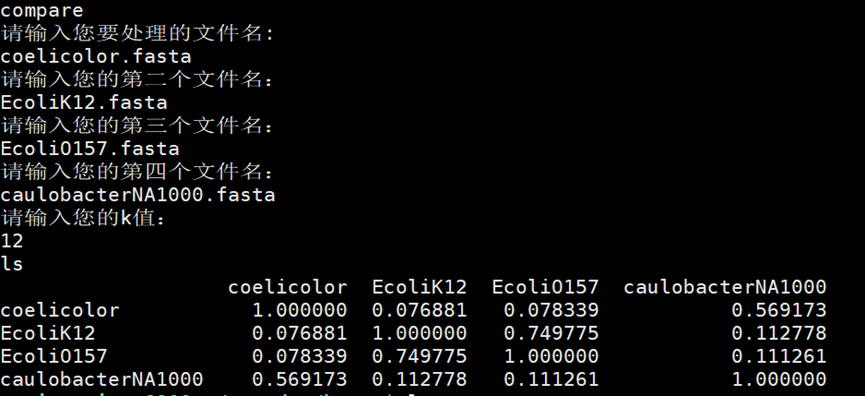 compare
请输入您要处理的文件名:
coelicolor.fasta
请输入您的第二个文件名:
EcoliK12.fasta
请输入您的第三个文件名:
EcoliO157.fasta
请输入您的第四个文件名:
caulobacterNA1000.fasta
请输入您的k值:
12
ls
coelicolor EcoliK12 EcoliO157 caulobacterNA1000
coelicolor 1.000000 0.076881 0.078339 0.569173
EcoliK12 0.076881 1.000000 0.749775 0.112778
EcoliO157 0.078339 0.749775 1.000000 0.111261
caulobacterNA1000 0.569173 0.112778 0.111261 1.000000